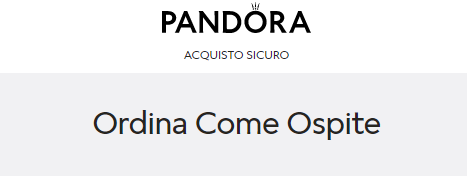 PANDORA
ACQUISTO SICURO
Ordina Come Ospite